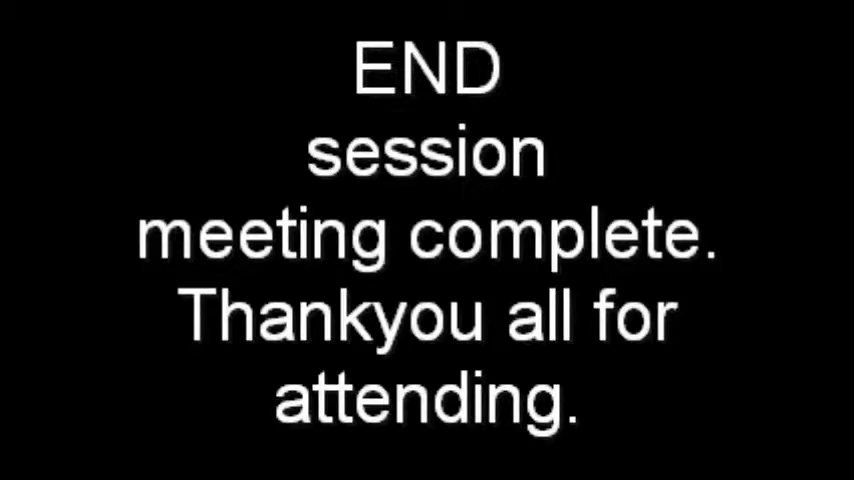 END
session
meeting complete.
Thankyou all for
attending.